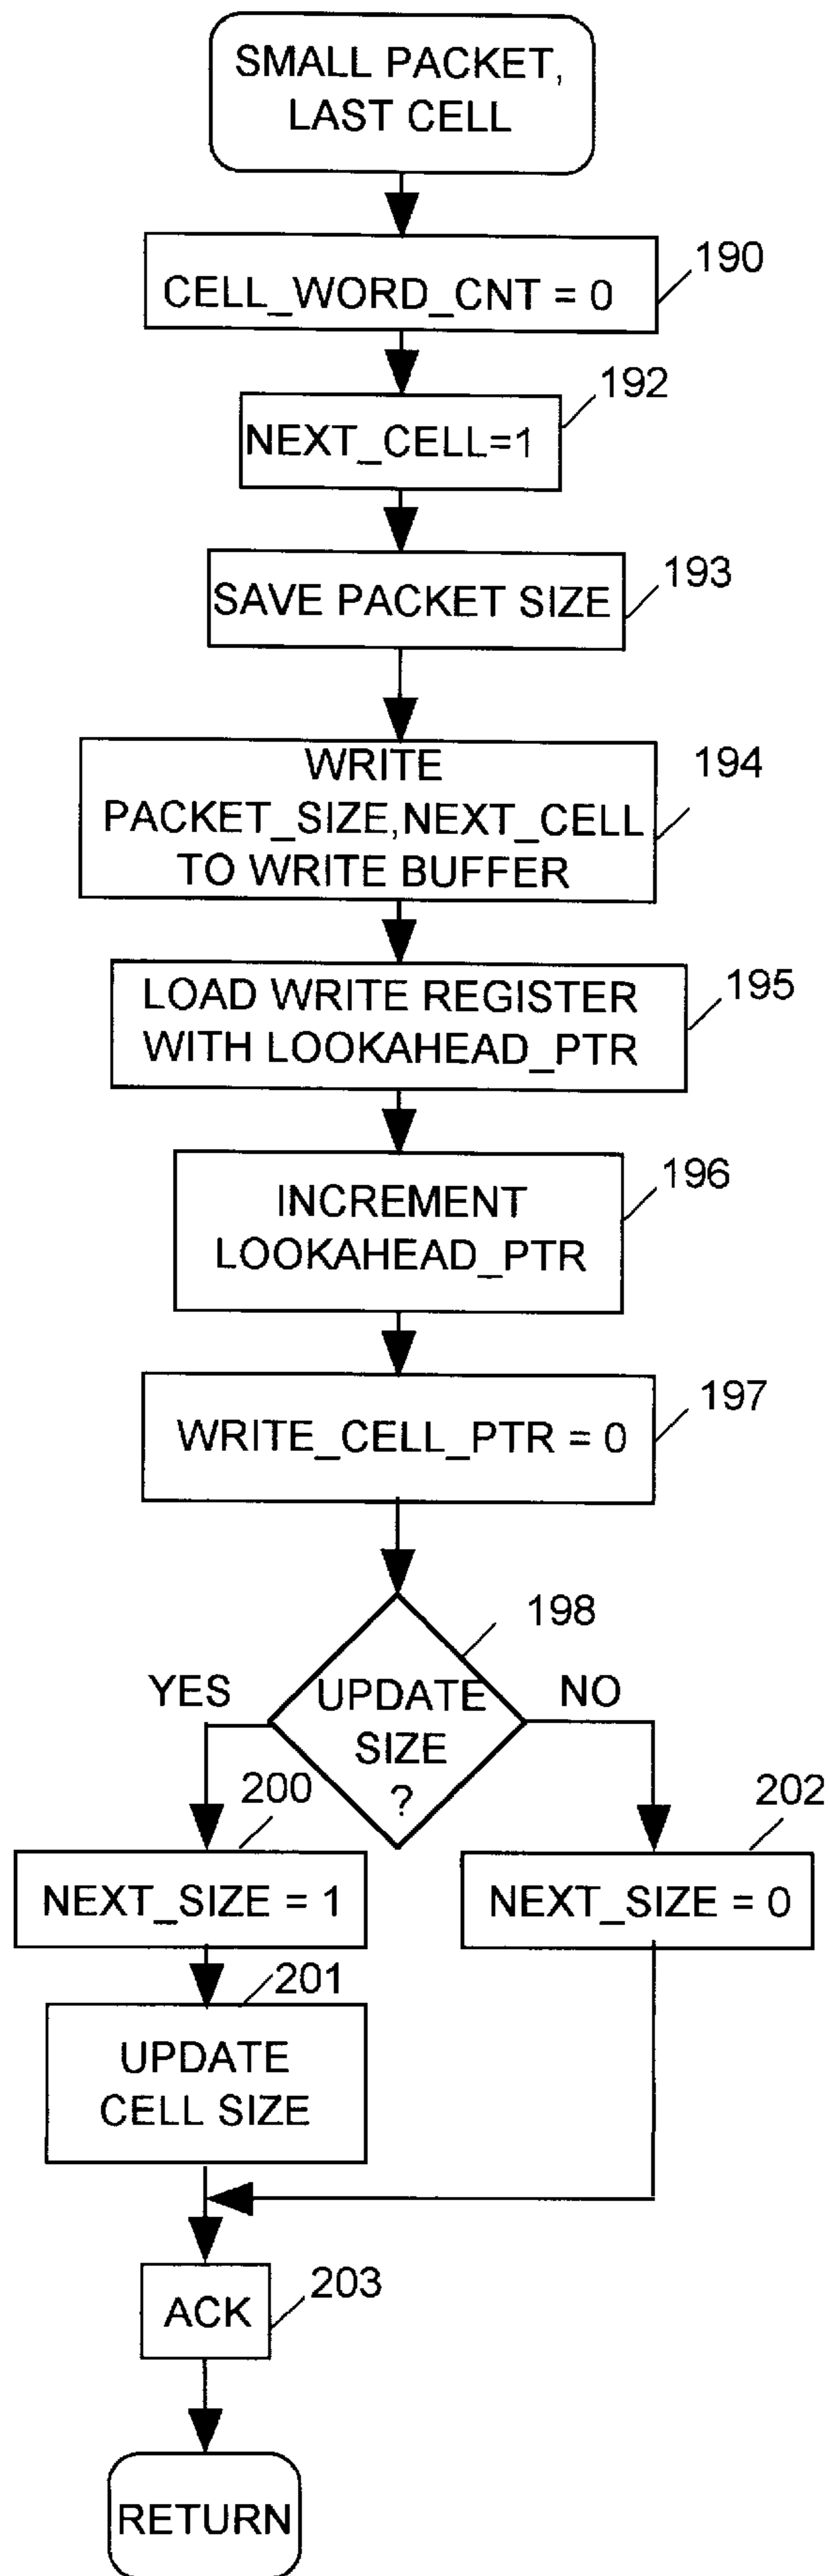 SMALL PACKET,
LAST CELL
CELL_WORD_CNT = 0
190
NEXT_CELL=1
192
SAVE PACKET SIZE
193
WRITE
PACKET_SIZE,NEXT_CELL
TO WRITE BUFFER
194
LOAD WRITE REGISTER
WITH LOOKAHEAD_PTR
195
INCREMENT
LOOKAHEAD_PTR
196
WRITE_CELL_PTR = 0
197
198
UPDATE
SIZE
?
YES
NO
200
NEXT_SIZE = 1
202
NEXT_SIZE = 0
201
UPDATE
CELL SIZE
ACK
203
RETURN